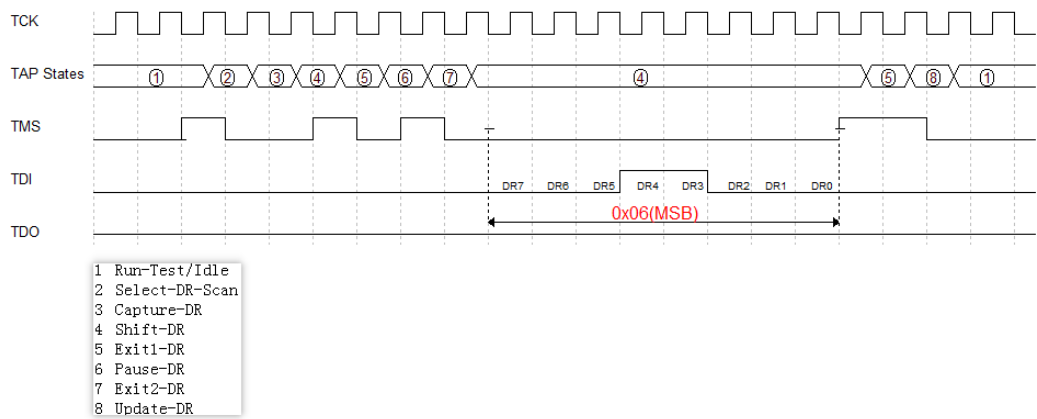 TCK
TAP States ① ② ③ ④ ⑤ ⑥ ⑦ ④ ⑤ ⑧ ①
TMS
TDI DR7 DR6 DR5 DR4 DR3 DR2 DR1 DR0
0x06(MSB)
TDO
1 Run-Test/Idle
2 Select-DR-Scan
3 Capture-DR
4 Shift-DR
5 Exit1-DR
6 Pause-DR
7 Exit2-DR
8 Update-DR